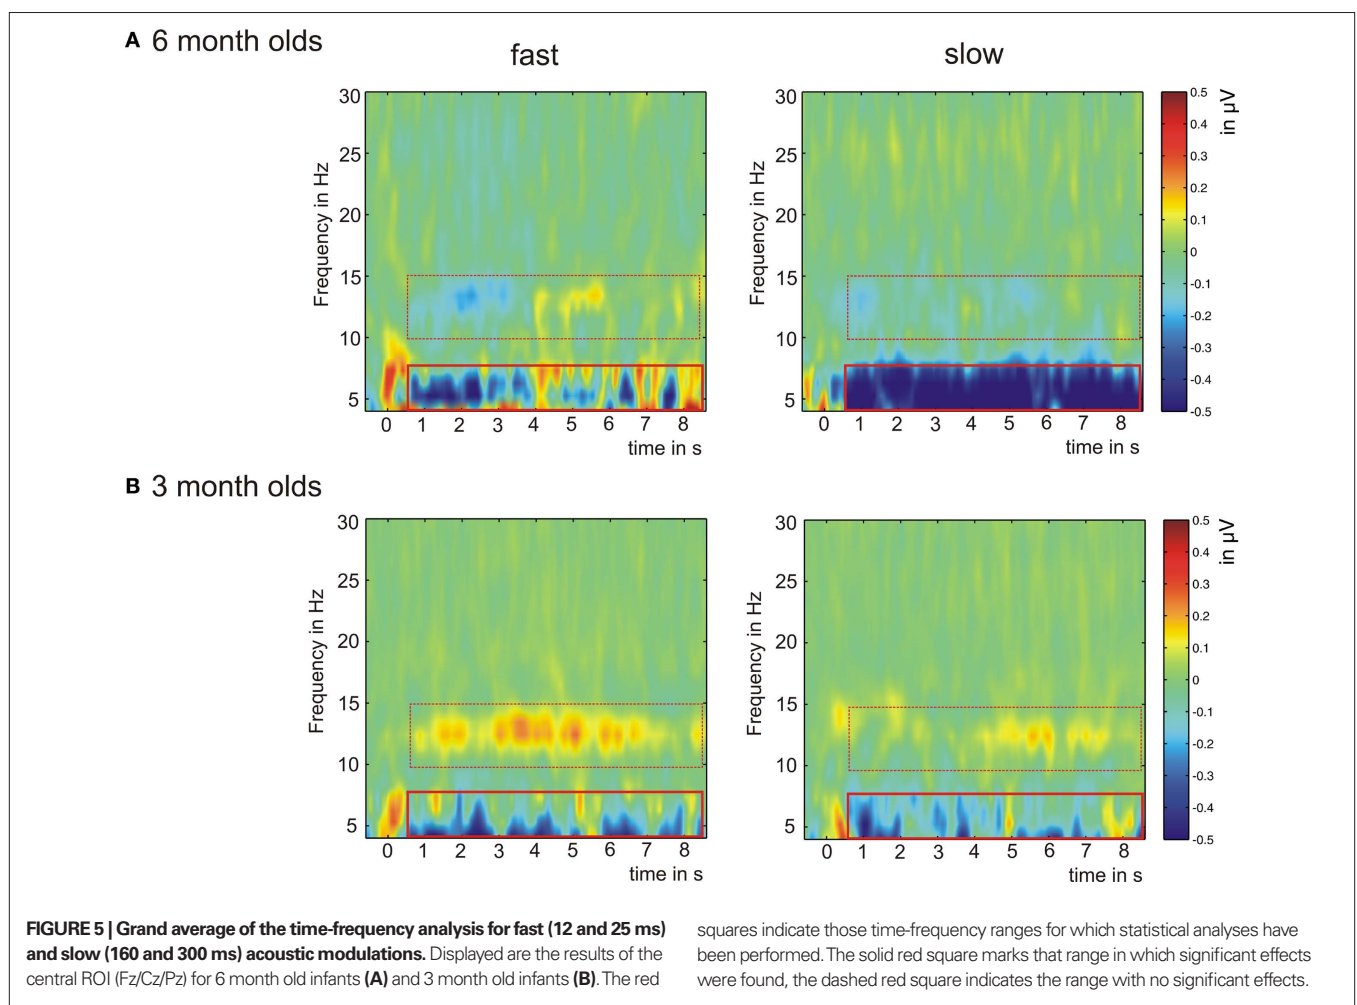 A 6 month olds
fast
slow
30
25
20
15
10
5
Frequency in Hz
0 1 2 3 4 5 6 7 8
time in s
30
25
20
15
10
5
Frequency in Hz
0 1 2 3 4 5 6 7 8
time in s
0.5
0.4
0.3
0.2
0.1
0
-0.1
-0.2
-0.3
-0.4
-0.5
in µV
B 3 month olds
30
25
20
15
10
5
Frequency in Hz
0 1 2 3 4 5 6 7 8
time in s
30
25
20
15
10
5
Frequency in Hz
0 1 2 3 4 5 6 7 8
time in s
0.5
0.4
0.3
0.2
0.1
0
-0.1
-0.2
-0.3
-0.4
-0.5
in µV
FIGURE 5 | Grand average of the time-frequency analysis for fast (12 and 25 ms)
and slow (160 and 300 ms) acoustic modulations. Displayed are the results of the
central ROI (Fz/Cz/Pz) for 6 month old infants (A) and 3 month old infants (B). The red
squares indicate those time-frequency ranges for which statistical analyses have
been performed. The solid red square marks that range in which significant effects
were found, the dashed red square indicates the range with no significant effects.